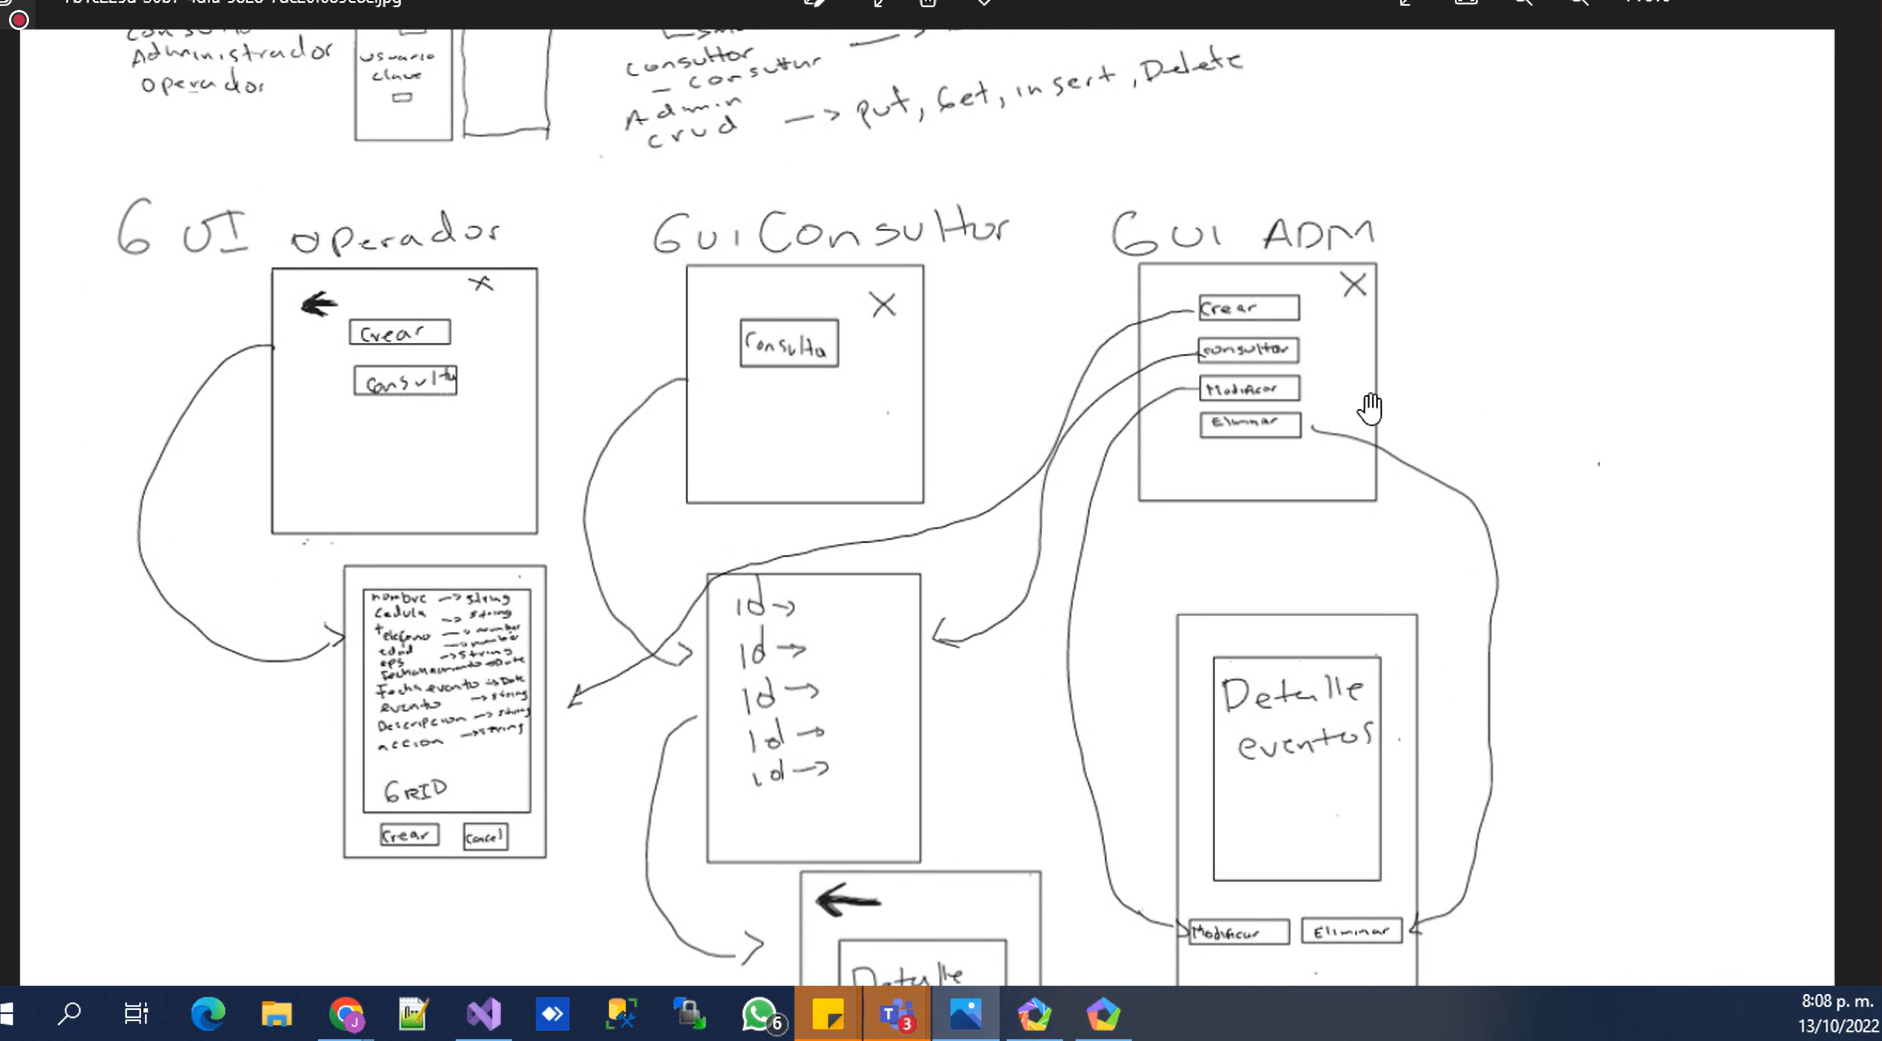 Administrador
operador
usuario
clave
consultor
- consultur
Admin
crud → put, Get, insert, Delete
GUI operador
Crear
Consulta
nombre → string
cedula → string
telefono → number
edad → number
eps → string
Fecha evento → Date
evento → string
Descripcion → string
accion → string
GRID
Crear
Cancel
Gui Consultor
Consulta
id →
id →
id →
id →
id →
Detalle
GUI ADM
Crear
consultar
Modificar
Eliminar
Detalle
eventos
Modificar
Eliminar
6
3
8:08 p. m.
13/10/2022